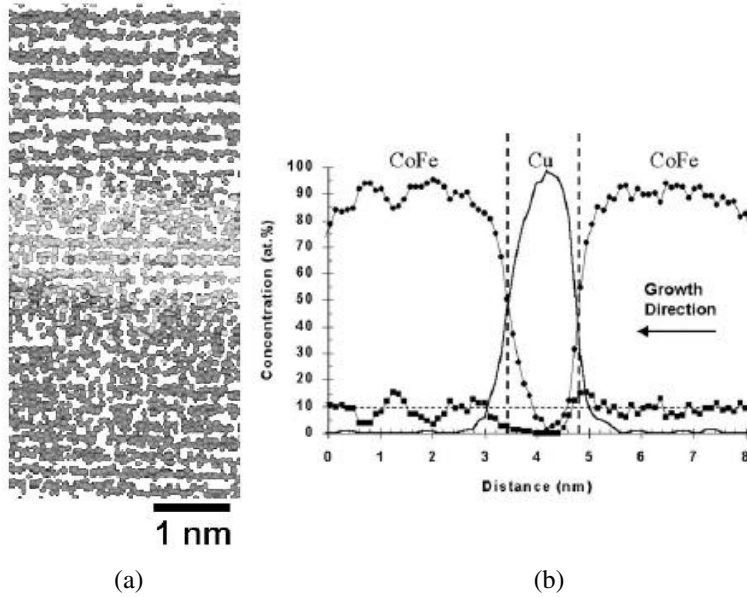 1 nm
(a)
CoFe
Cu
CoFe
Growth
Direction
Concentration (at.%)
100
90
80
70
60
50
40
30
20
10
0
0
1
2
3
4
5
6
7
8
Distance (nm)
(b)